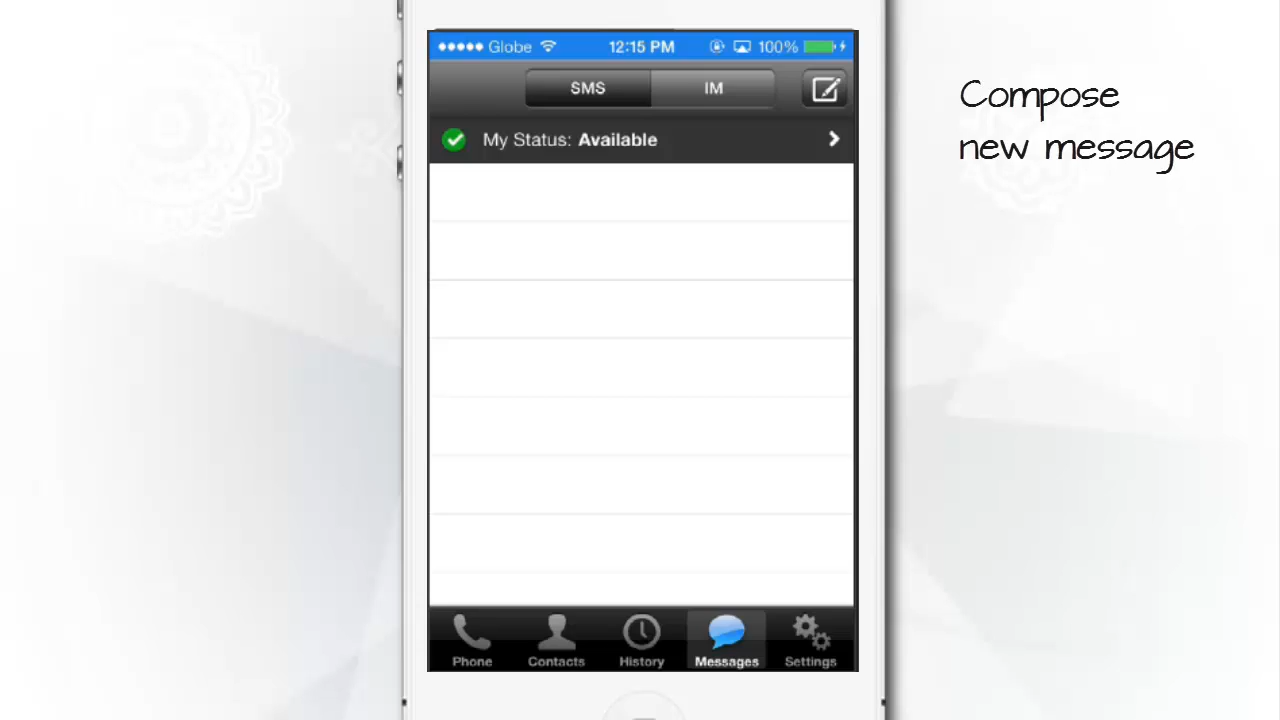 Globe 12:15 PM 100%
SMS IM
My Status: Available
Compose
new message
Phone Contacts History Messages Settings